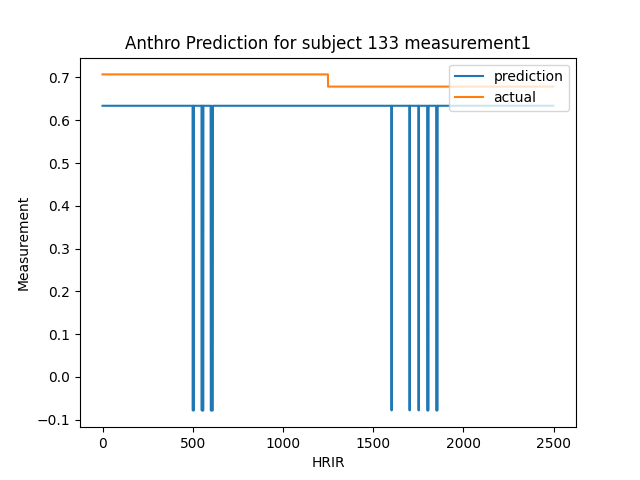 Anthro Prediction for subject 133 measurement1
prediction
actual
Measurement
0.7
0.6
0.5
0.4
0.3
0.2
0.1
0.0
−0.1
0 500 1000 1500 2000 2500
HRIR